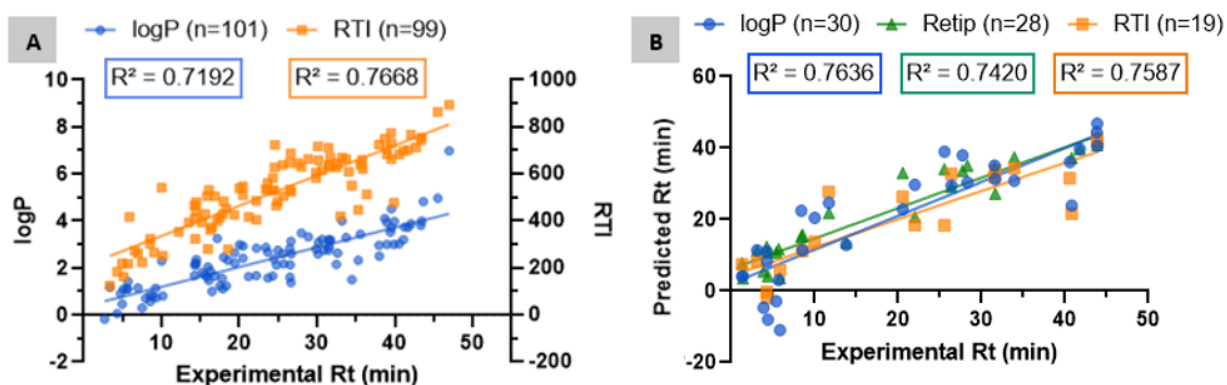 A
logP (n=101) RTI (n=99)
R² = 0.7192 R² = 0.7668
10 1000
8 800
6 600
4 400
2 200
0 0
-2 -200
logP
RTI
10 20 30 40 50
Experimental Rt (min)
B
logP (n=30) Retip (n=28) RTI (n=19)
R² = 0.7636 R² = 0.7420 R² = 0.7587
60
40
20
0
-20
Predicted Rt (min)
10 20 30 40 50
Experimental Rt (min)